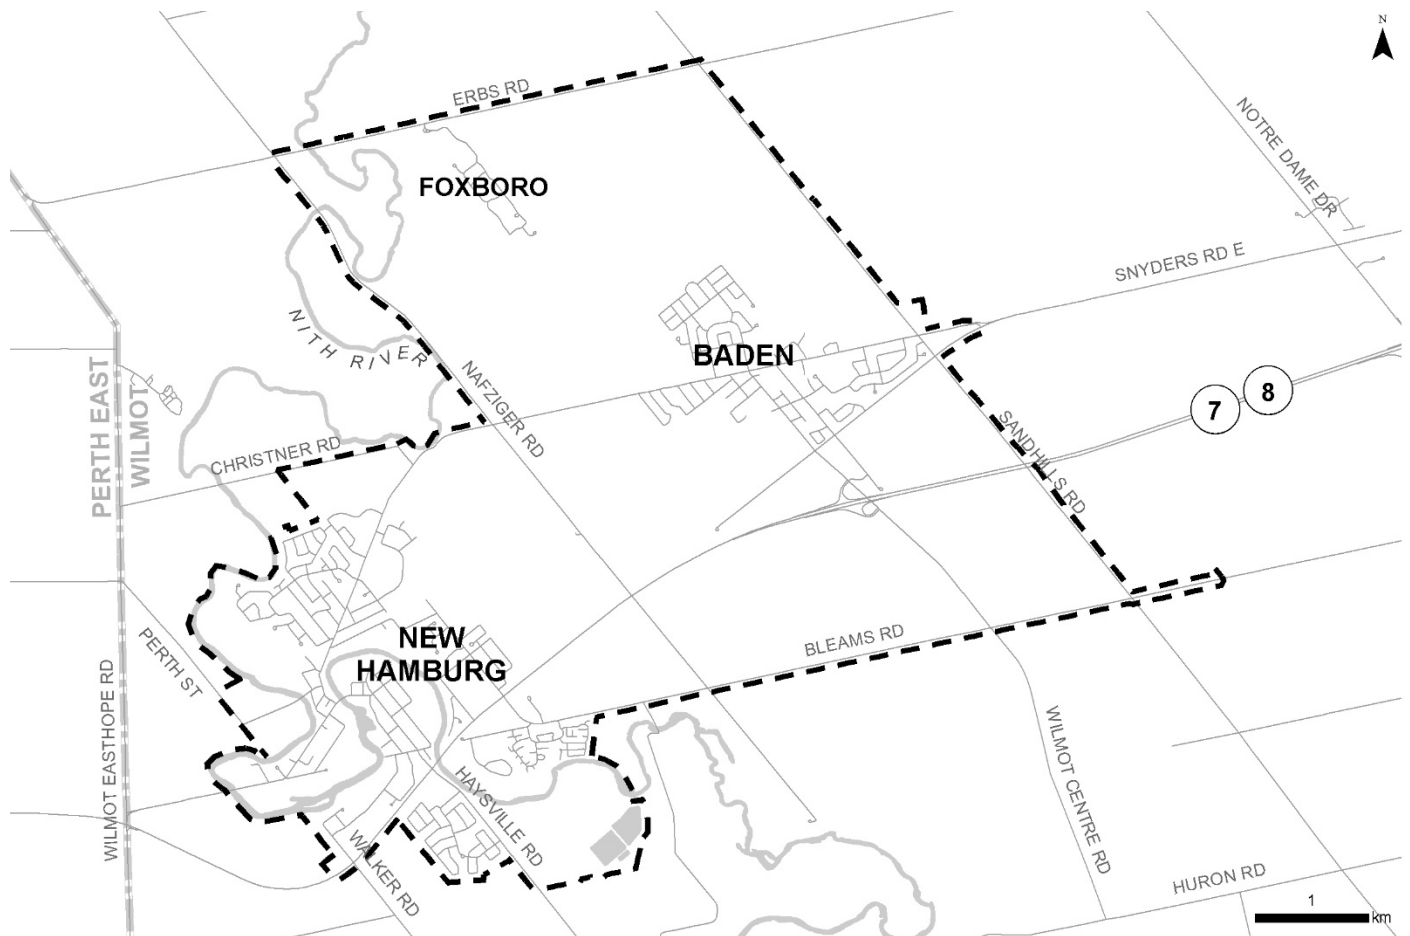 N
ERBS RD
NOTRE DAME DR
FOXBORO
SNYDERS RD E
NITH RIVER
BADEN
NAFZIGER RD
PERTH EAST
WILMOT
7
8
CHRISTNER RD
SANDHILLS RD
PERTH ST
NEW
HAMBURG
BLEAMS RD
WILMOT EASTHOPE RD
WILMOT CENTRE RD
HAYSVILLE RD
WALKER RD
HURON RD
1
km